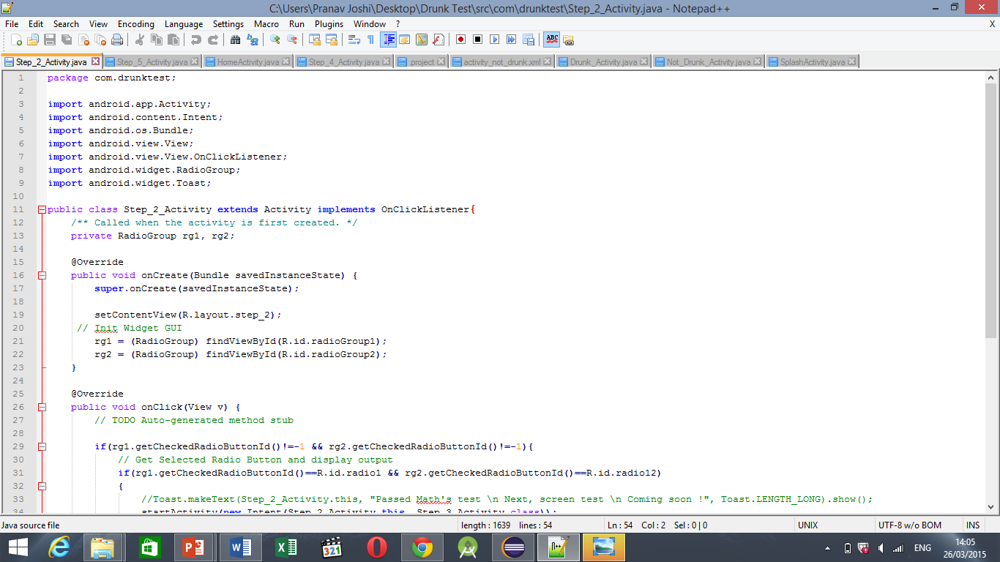 C:\Users\Pranav Joshi\Desktop\Drunk Test\src\com\drunktest\Step_2_Activity.java - Notepad++
File Edit Search View Encoding Language Settings Macro Run Plugins Window ? X
ABC
Step_2_Activity.java Step_5_Activity.java HomeActivity.java Step_4_Activity.java .project activity_not_drunk.xml Drunk_Activity.java Not_Drunk_Activity.java SplashActivity.java
1 package com.drunktest;
2
3 import android.app.Activity;
4 import android.content.Intent;
5 import android.os.Bundle;
6 import android.view.View;
7 import android.view.View.OnClickListener;
8 import android.widget.RadioGroup;
9 import android.widget.Toast;
10
11 public class Step_2_Activity extends Activity implements OnClickListener{
12 /** Called when the activity is first created. */
13 private RadioGroup rg1, rg2;
14
15 @Override
16 public void onCreate(Bundle savedInstanceState) {
17 super.onCreate(savedInstanceState);
18
19 setContentView(R.layout.step_2);
20 // Init Widget GUI
21 rg1 = (RadioGroup) findViewById(R.id.radioGroup1);
22 rg2 = (RadioGroup) findViewById(R.id.radioGroup2);
23 }
24
25 @Override
26 public void onClick(View v) {
27 // TODO Auto-generated method stub
28
29 if(rg1.getCheckedRadioButtonId()!=-1 && rg2.getCheckedRadioButtonId()!=-1){
30 // Get Selected Radio Button and display output
31 if(rg1.getCheckedRadioButtonId()==R.id.radio1 && rg2.getCheckedRadioButtonId()==R.id.radio12)
32 {
33 //Toast.makeText(Step_2_Activity.this, "Passed Math's test \n Next, screen test \n Coming soon !", Toast.LENGTH_LONG).show();
34 startActivity(new Intent(Step_2_Activity.this, Step_3_Activity.class));
Java source file length : 1639 lines : 54 Ln : 54 Col : 2 Sel : 0 | 0 UNIX UTF-8 w/o BOM INS
321
ENG
14:05
26/03/2015